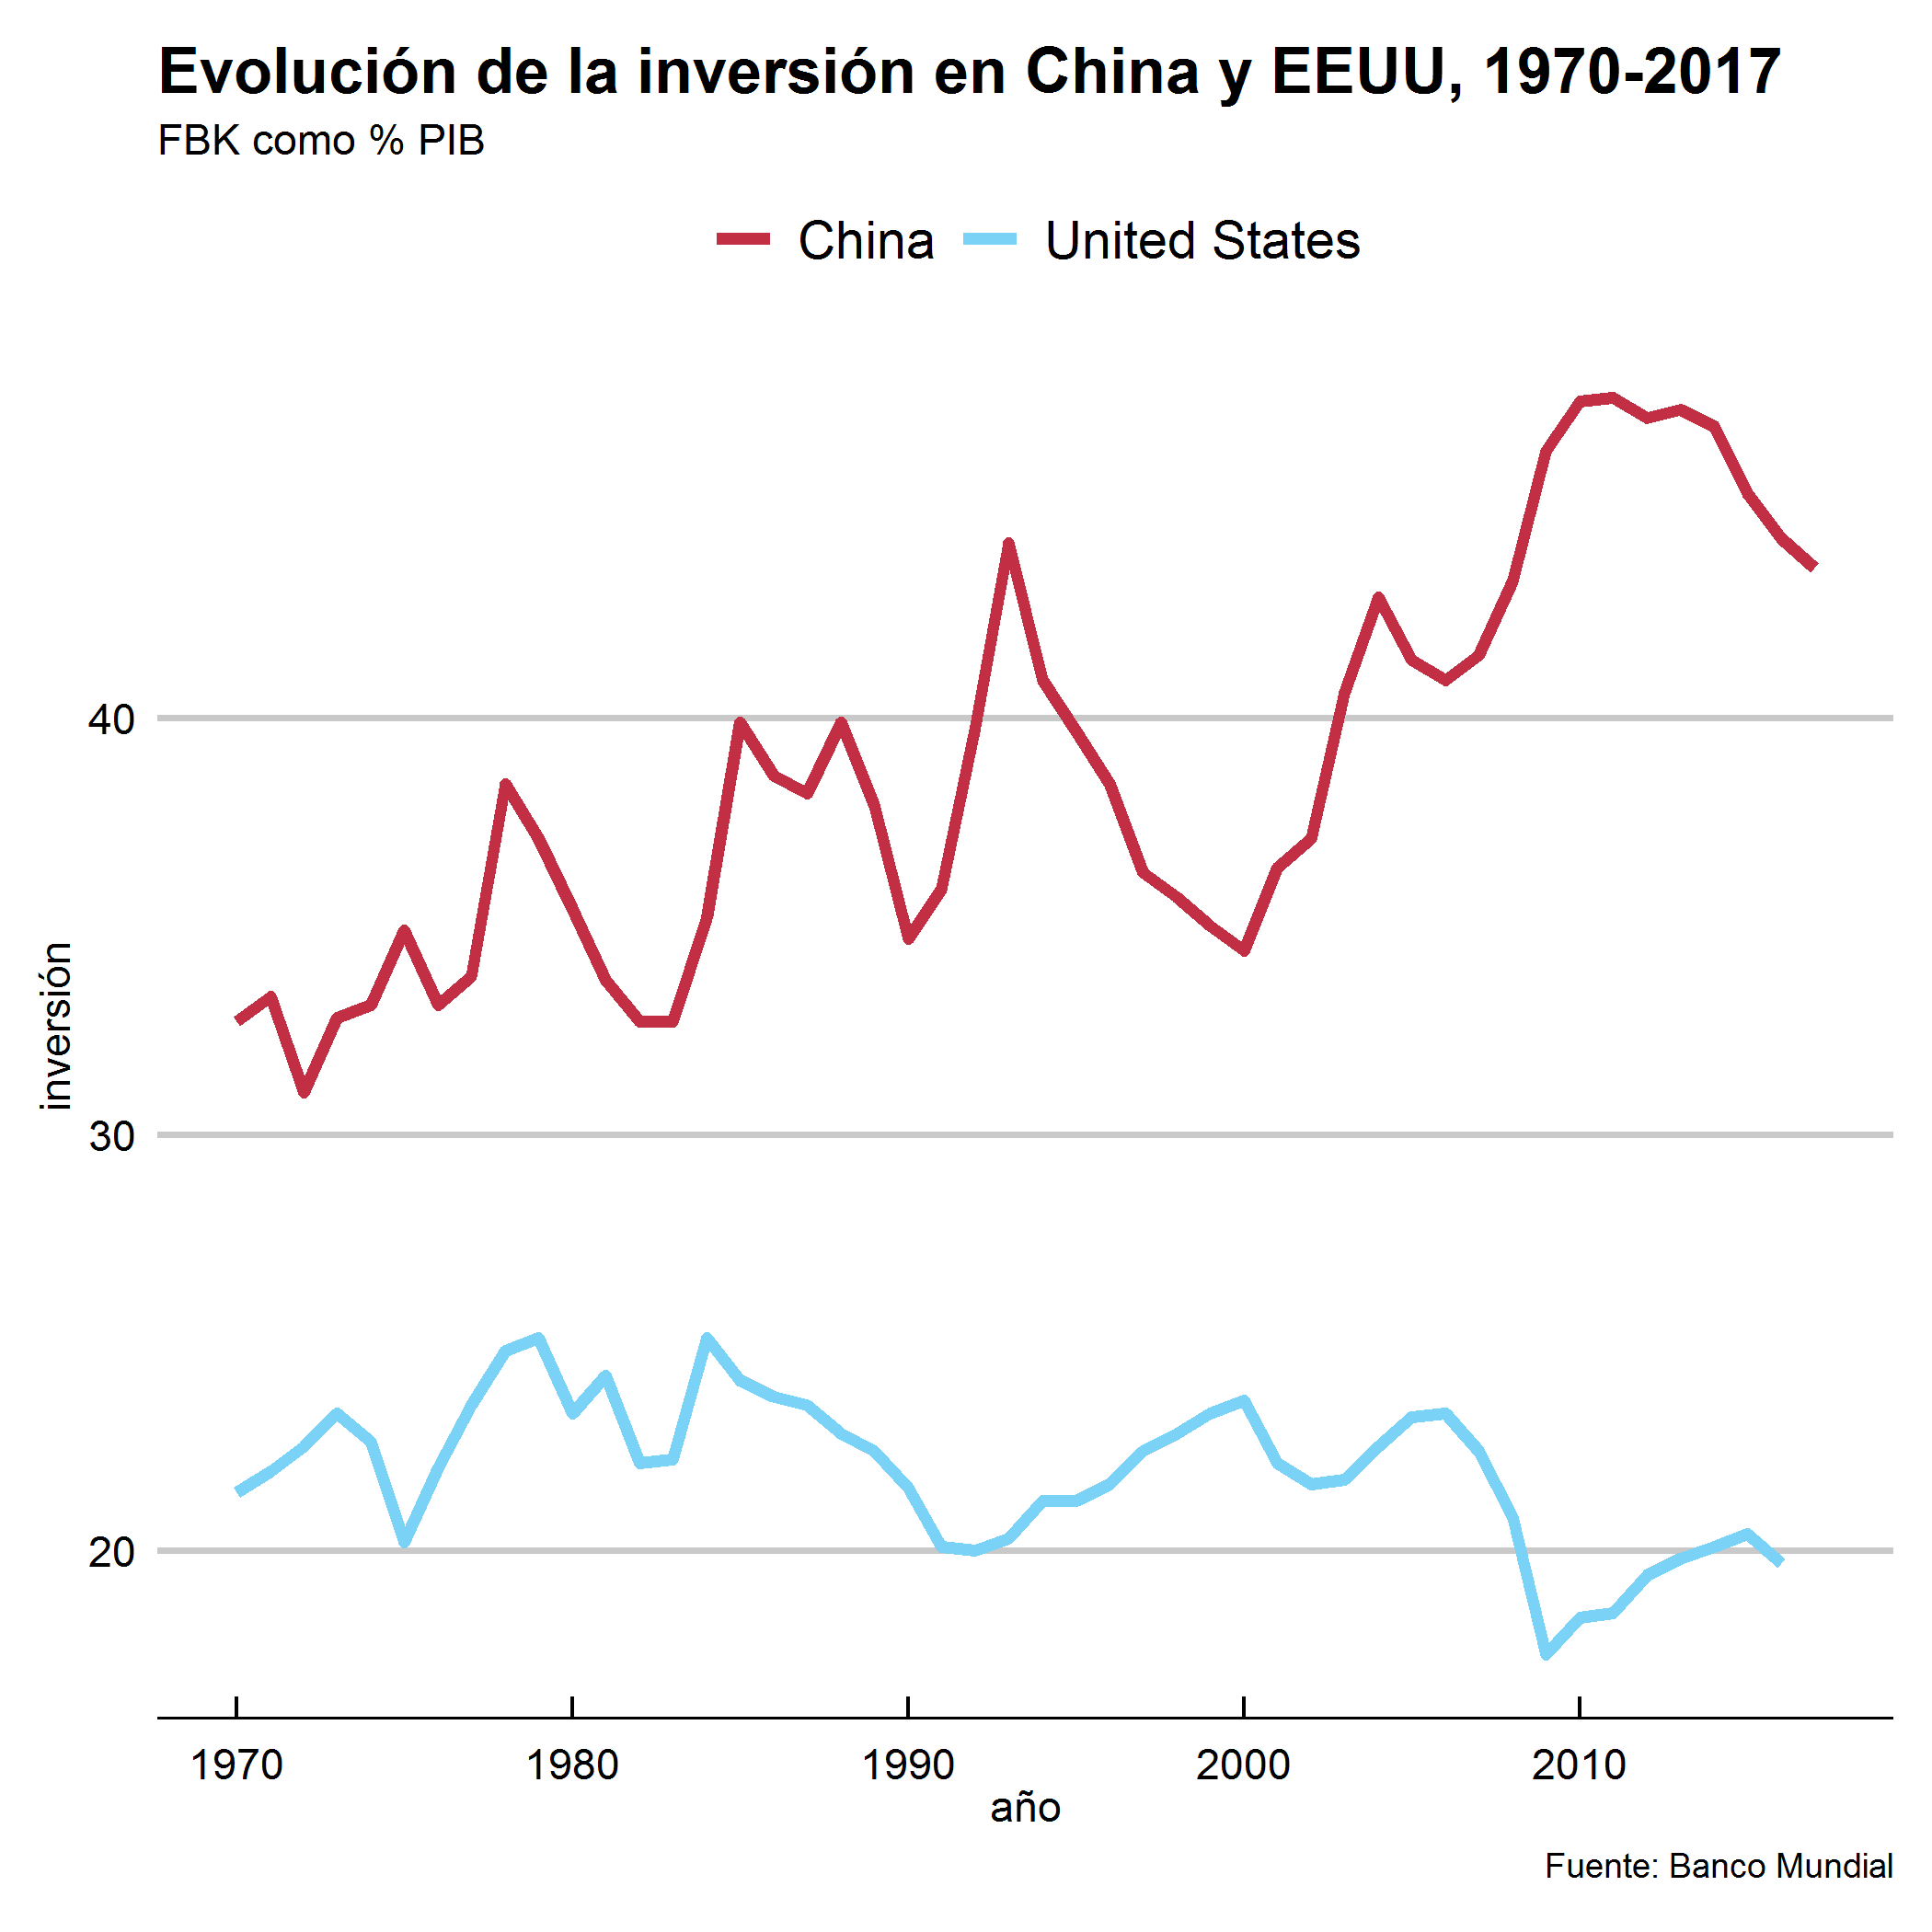 Evolución de la inversión en China y EEUU, 1970-2017
FBK como % PIB
China United States
40
30
20
inversión
1970 1980 1990 2000 2010
año
Fuente: Banco Mundial